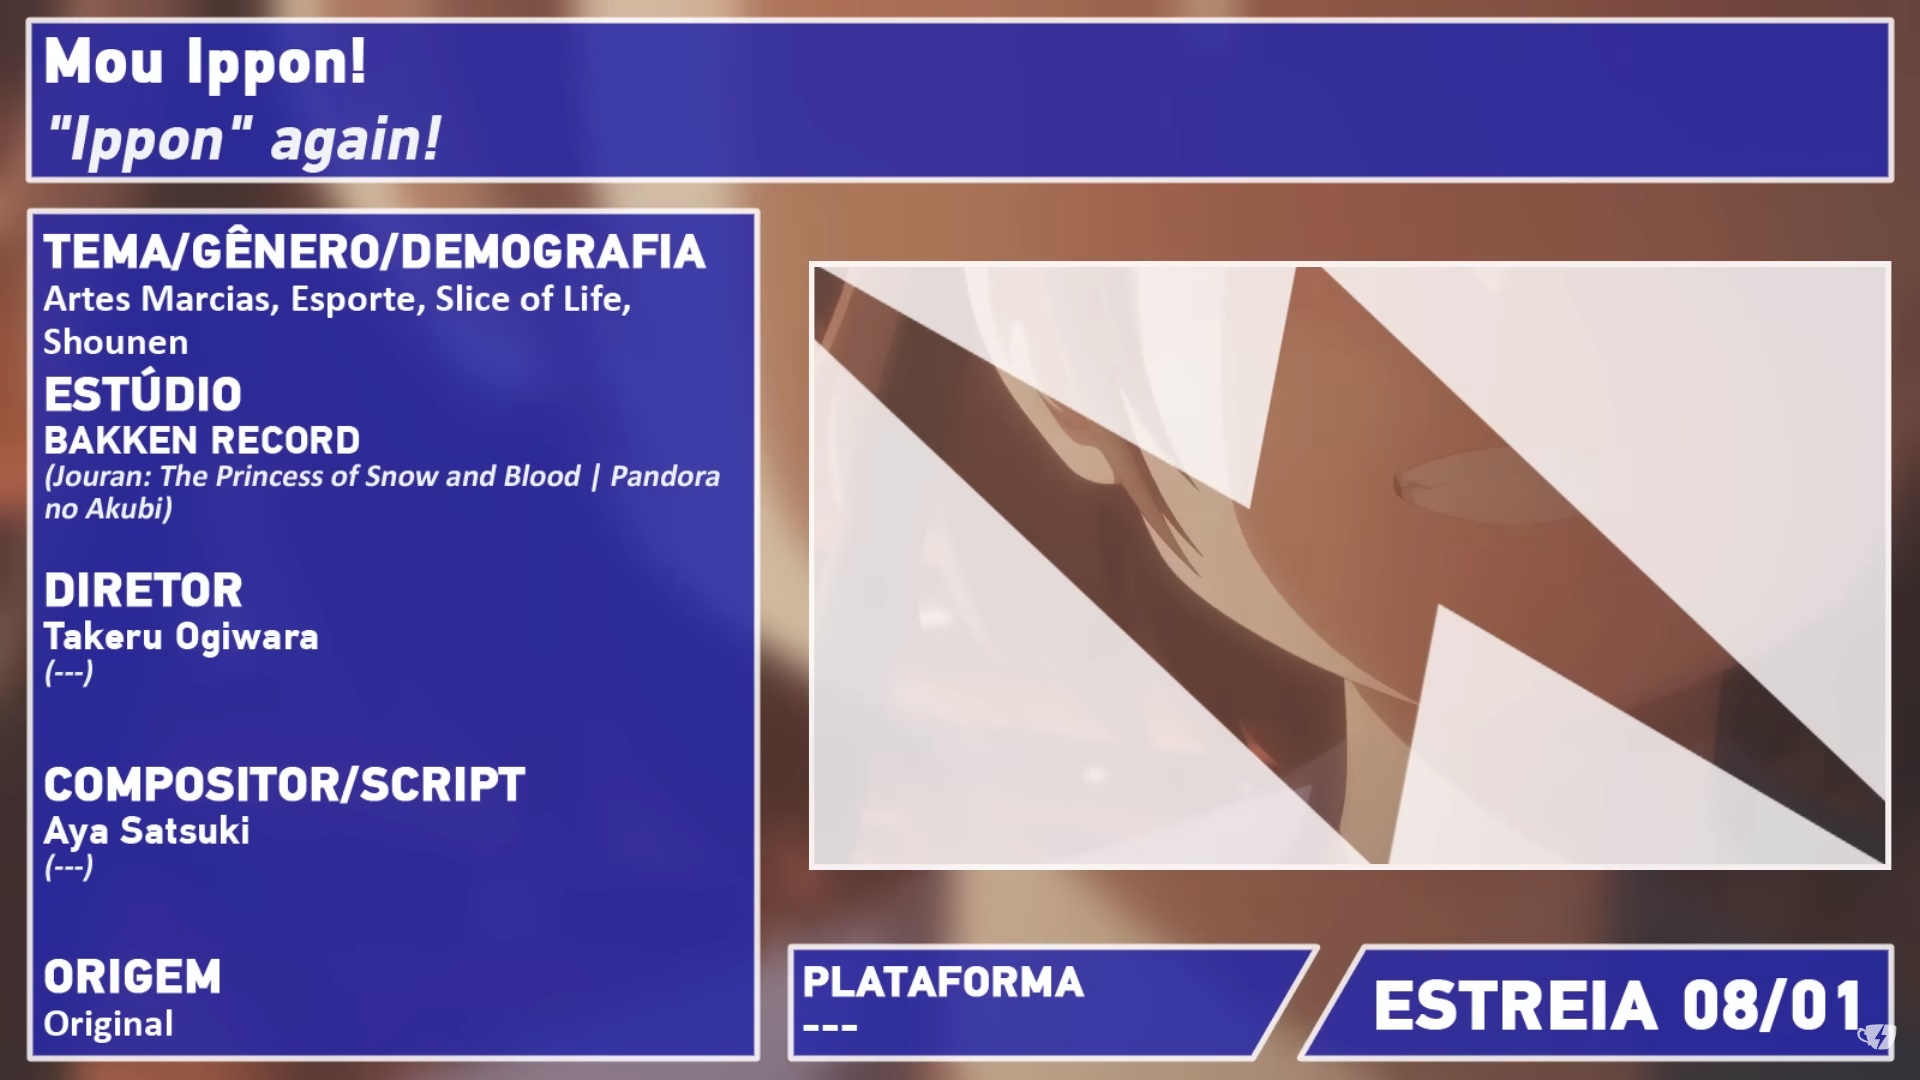 Mou Ippon!
"Ippon" again!
TEMA/GÊNERO/DEMOGRAFIA
Artes Marcias, Esporte, Slice of Life,
Shounen
ESTÚDIO
BAKKEN RECORD
(Jouran: The Princess of Snow and Blood | Pandora
no Akubi)
DIRETOR
Takeru Ogiwara
(---)
COMPOSITOR/SCRIPT
Aya Satsuki
(---)
ORIGEM
Original
PLATAFORMA
---
ESTREIA 08/01